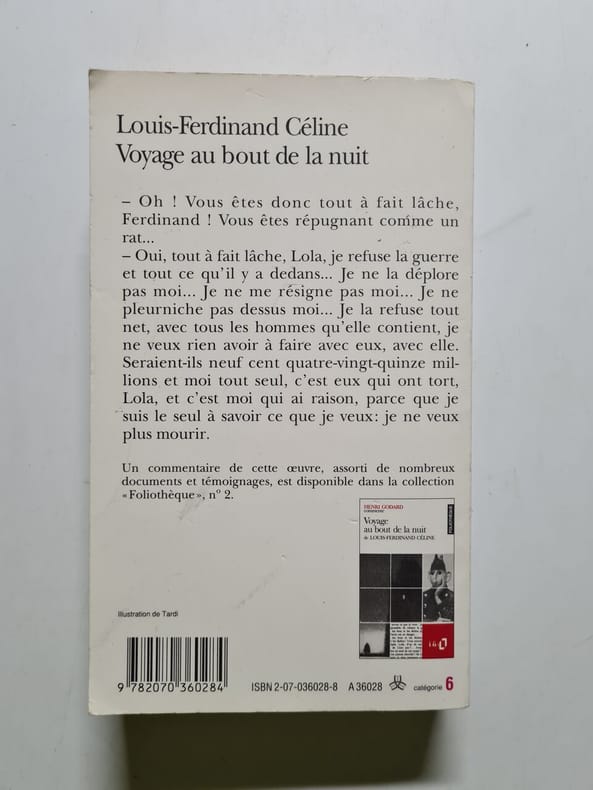 Louis-Ferdinand Céline
Voyage au bout de la nuit
– Oh ! Vous êtes donc tout à fait lâche,
Ferdinand ! Vous êtes répugnant comme un
rat...
– Oui, tout à fait lâche, Lola, je refuse la guerre
et tout ce qu'il y a dedans... Je ne la déplore
pas moi... Je ne me résigne pas moi... Je ne
pleurniche pas dessus moi... Je la refuse tout
net, avec tous les hommes qu'elle contient, je
ne veux rien avoir à faire avec eux, avec elle.
Seraient-ils neuf cent quatre-vingt-quinze mil-
lions et moi tout seul, c'est eux qui ont tort,
Lola, et c'est moi qui ai raison, parce que je
suis le seul à savoir ce que je veux : je ne veux
plus mourir.
Un commentaire de cette œuvre, assorti de nombreux
documents et témoignages, est disponible dans la collection
« Foliothèque », nº 2.
HENRI GODARD
commente
Voyage
au bout de la nuit
de LOUIS-FERDINAND CÉLINE
Illustration de Tardi
9 782070 360284
ISBN 2-07-036028-8
A 36028
catégorie 6